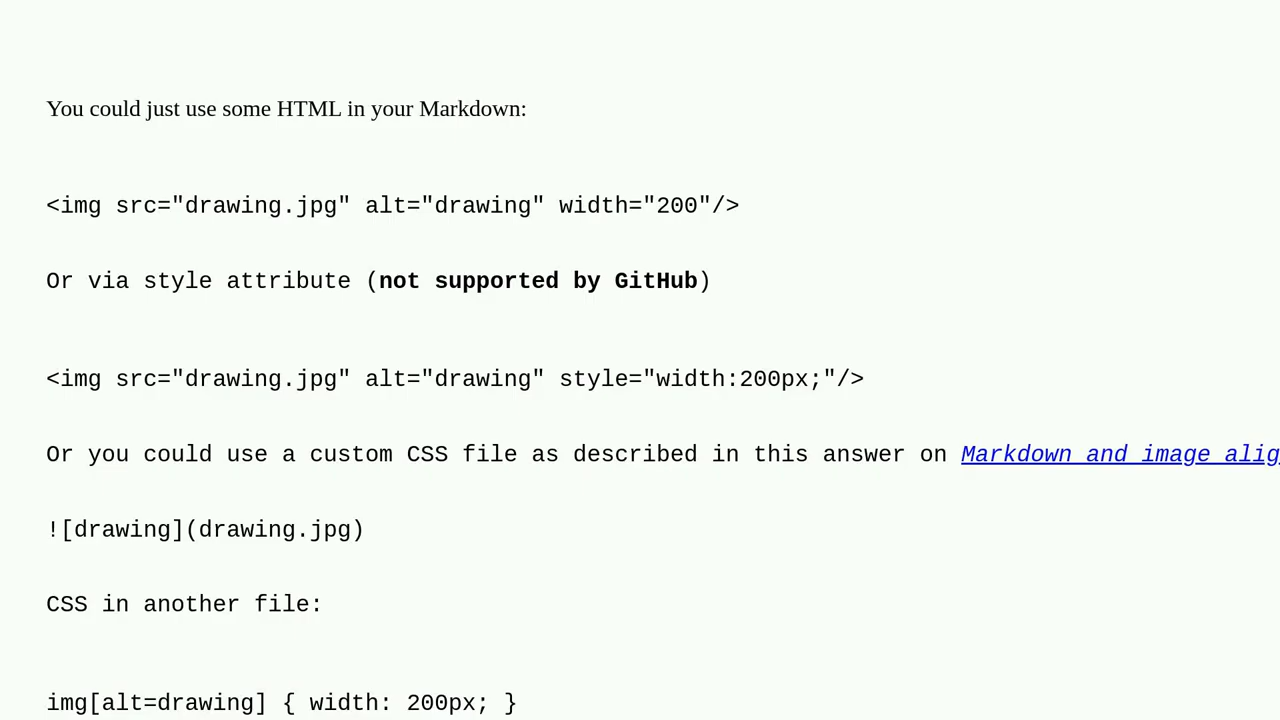 You could just use some HTML in your Markdown:
<img src="drawing.jpg" alt="drawing" width="200"/>
Or via style attribute (not supported by GitHub)
<img src="drawing.jpg" alt="drawing" style="width:200px;"/>
Or you could use a custom CSS file as described in this answer on Markdown and image alig
![drawing](drawing.jpg)
CSS in another file:
img[alt=drawing] { width: 200px; }